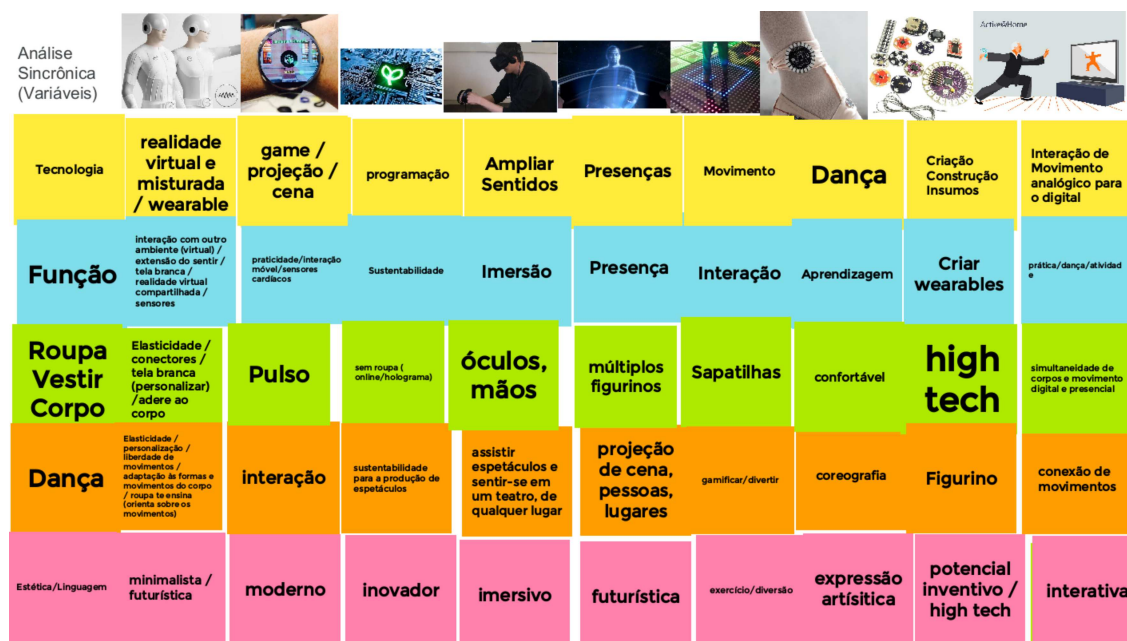 Análise
Sincrônica
(Variáveis)
Active@Home
Tecnologia
realidade
virtual e
misturada
/ wearable
game /
projeção /
cena
programação
Ampliar
Sentidos
Presenças
Movimento
Dança
Criação
Construção
Insumos
Interação de
Movimento
analógico para
o digital
Função
interação com outro
ambiente (virtual) /
extensão do sentir /
tela branca /
realidade virtual
compartilhada /
sensores
praticidade/interação
móvel/sensores
cardíacos
Sustentabilidade
Imersão
Presença
Interação
Aprendizagem
Criar
wearables
prática/dança/atividad
e
Roupa
Vestir
Corpo
Elasticidade /
conectores /
tela branca
(personalizar)
/adere ao
corpo
Pulso
sem roupa (
online/holograma)
óculos,
mãos
múltiplos
figurinos
Sapatilhas
confortável
high
tech
simultaneidade de
corpos e movimento
digital e presencial
Dança
Elasticidade /
personalização /
liberdade de
movimentos /
adaptação às formas e
movimentos do corpo
/ roupa te ensina
(orienta sobre os
movimentos)
interação
sustentabilidade
para a produção de
espetáculos
assistir
espetáculos e
sentir-se em
um teatro, de
qualquer lugar
projeção
de cena,
pessoas,
lugares
gamificar/divertir
coreografia
Figurino
conexão de
movimentos
Estética/Linguagem
minimalista /
futurística
moderno
inovador
imersivo
futurística
exercício/diversão
expressão
artísitica
potencial
inventivo /
high tech
interativa